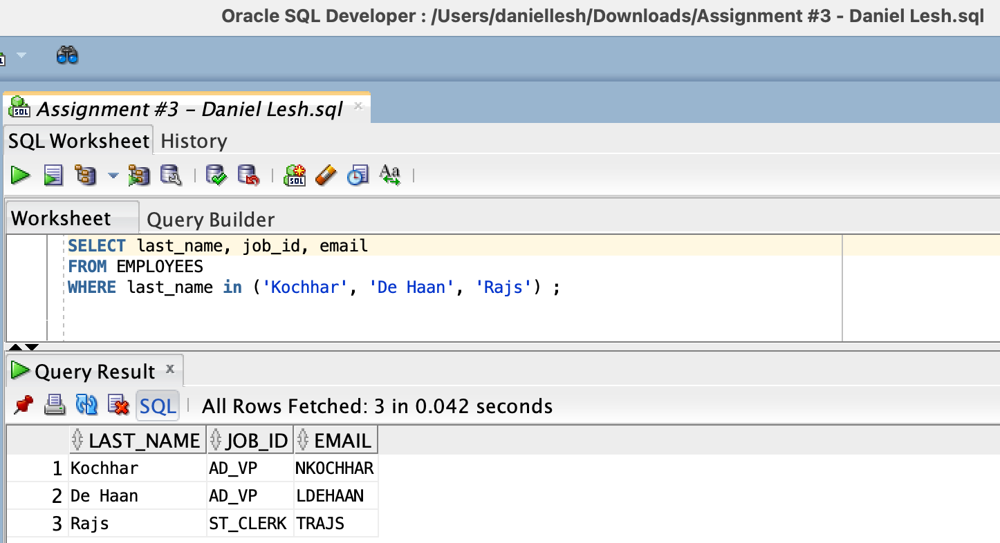 Oracle SQL Developer : /Users/daniellesh/Downloads/Assignment #3 - Daniel Lesh.sql
Assignment #3 – Daniel Lesh.sql
SQL Worksheet History
Aa
Worksheet Query Builder
SELECT last_name, job_id, email
FROM EMPLOYEES
WHERE last_name in ('Kochhar', 'De Haan', 'Rajs') ;
Query Result
SQL All Rows Fetched: 3 in 0.042 seconds
LAST_NAME JOB_ID EMAIL
1 Kochhar AD_VP NKOCHHAR
2 De Haan AD_VP LDEHAAN
3 Rajs ST_CLERK TRAJS